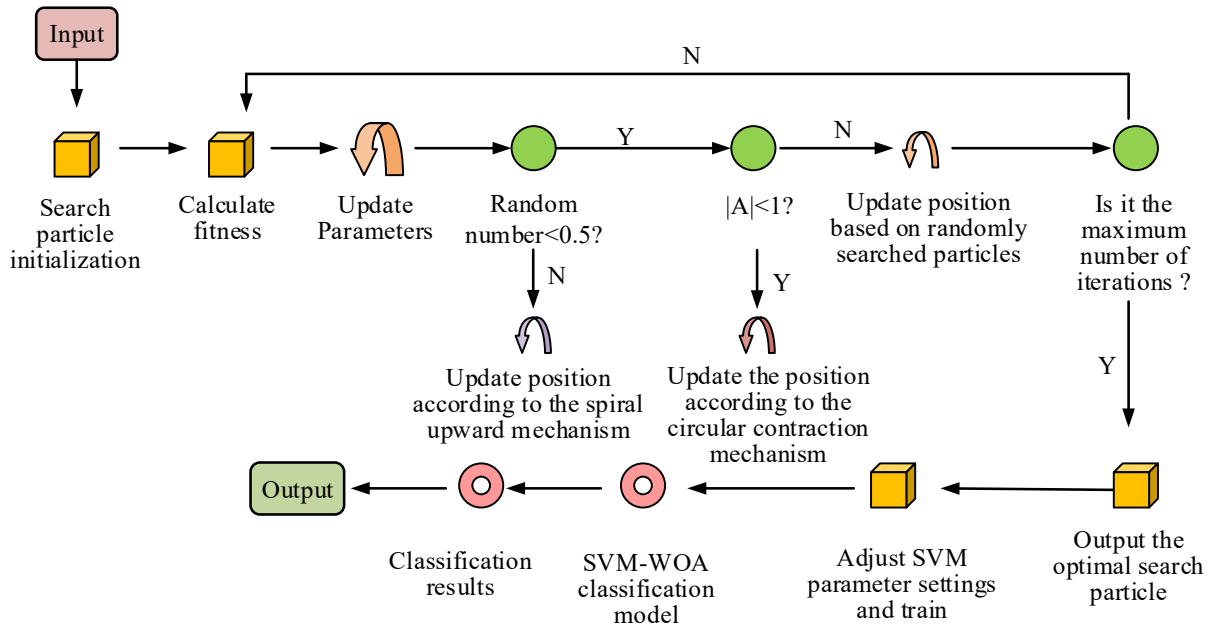 Input
N
Y
N
Search
particle
initialization
Calculate
fitness
Update
Parameters
Random
number<0.5?
|A|<1?
Update position
based on randomly
searched particles
Is it the
maximum
number of
iterations ?
N
Y
Y
Update position
according to the spiral
upward mechanism
Update the position
according to the
circular contraction
mechanism
Output
Classification
results
SVM-WOA
classification
model
Adjust SVM
parameter settings
and train
Output the
optimal search
particle